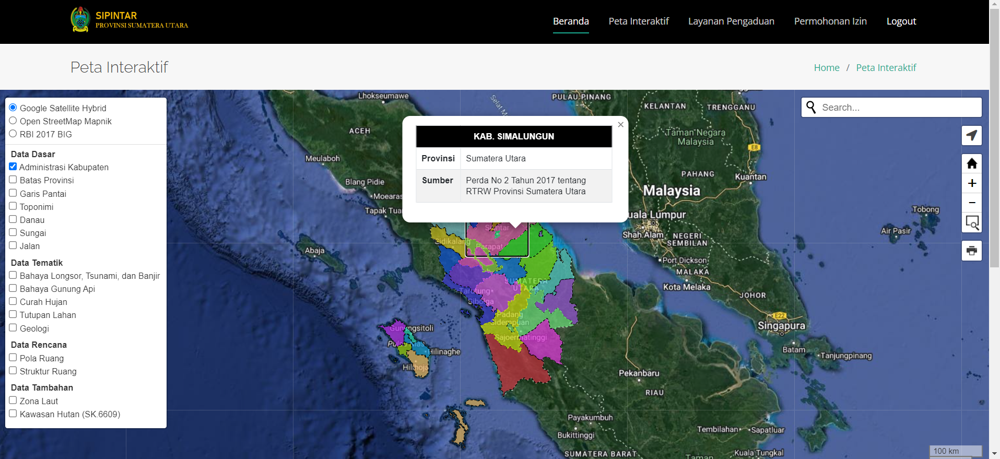 SIPINTAR
PROVINSI SUMATERA UTARA
Beranda
Peta Interaktif
Layanan Pengaduan
Permohonan Izin
Logout
Peta Interaktif
Home / Peta Interaktif
Google Satellite Hybrid
Open StreetMap Mapnik
RBI 2017 BIG
Data Dasar
Administrasi Kabupaten
Batas Provinsi
Garis Pantai
Toponimi
Danau
Sungai
Jalan
Data Tematik
Bahaya Longsor, Tsunami, dan Banjir
Bahaya Gunung Api
Curah Hujan
Tutupan Lahan
Geologi
Data Rencana
Pola Ruang
Struktur Ruang
Data Tambahan
Zona Laut
Kawasan Hutan (SK.6609)
Search...
KAB. SIMALUNGUN
Provinsi Sumatera Utara
Sumber Perda No 2 Tahun 2017 tentang
RTRW Provinsi Sumatera Utara
×
+
−
Lhokseumawe
Selat M
PULAU PINANG
KELANTAN
TRENGGANU
ACEH
Taman Negara
Malaysia
E8
Meulaboh
PAHANG
Kuantan
Blang Pidie
Malaysia
Moearas
Tapak Tua
Tobong
uala Lumpur
Air Pasir
Shah Alam
NEGERI
SEMBILAN
Siantar
Sidikalang
Parapat
Abaja
Port Dickson
MALAKA
SUMATERA
UTARA
Kota Melaka
Tarutung
JOHOR
Sibolga
Padang
Sidempuan
E22
Singapura
Gunungsitoli
Sajoermatinggi
Pulau Nias
Hilinaghe
Batam
Tanjungpinang
Pekanbaru
RIAU
Payakumbuh
Bukittinggi
Tembilahan
Sapatluar
SUMATERA BARAT
Kuala Tungkal
Taman
100 km